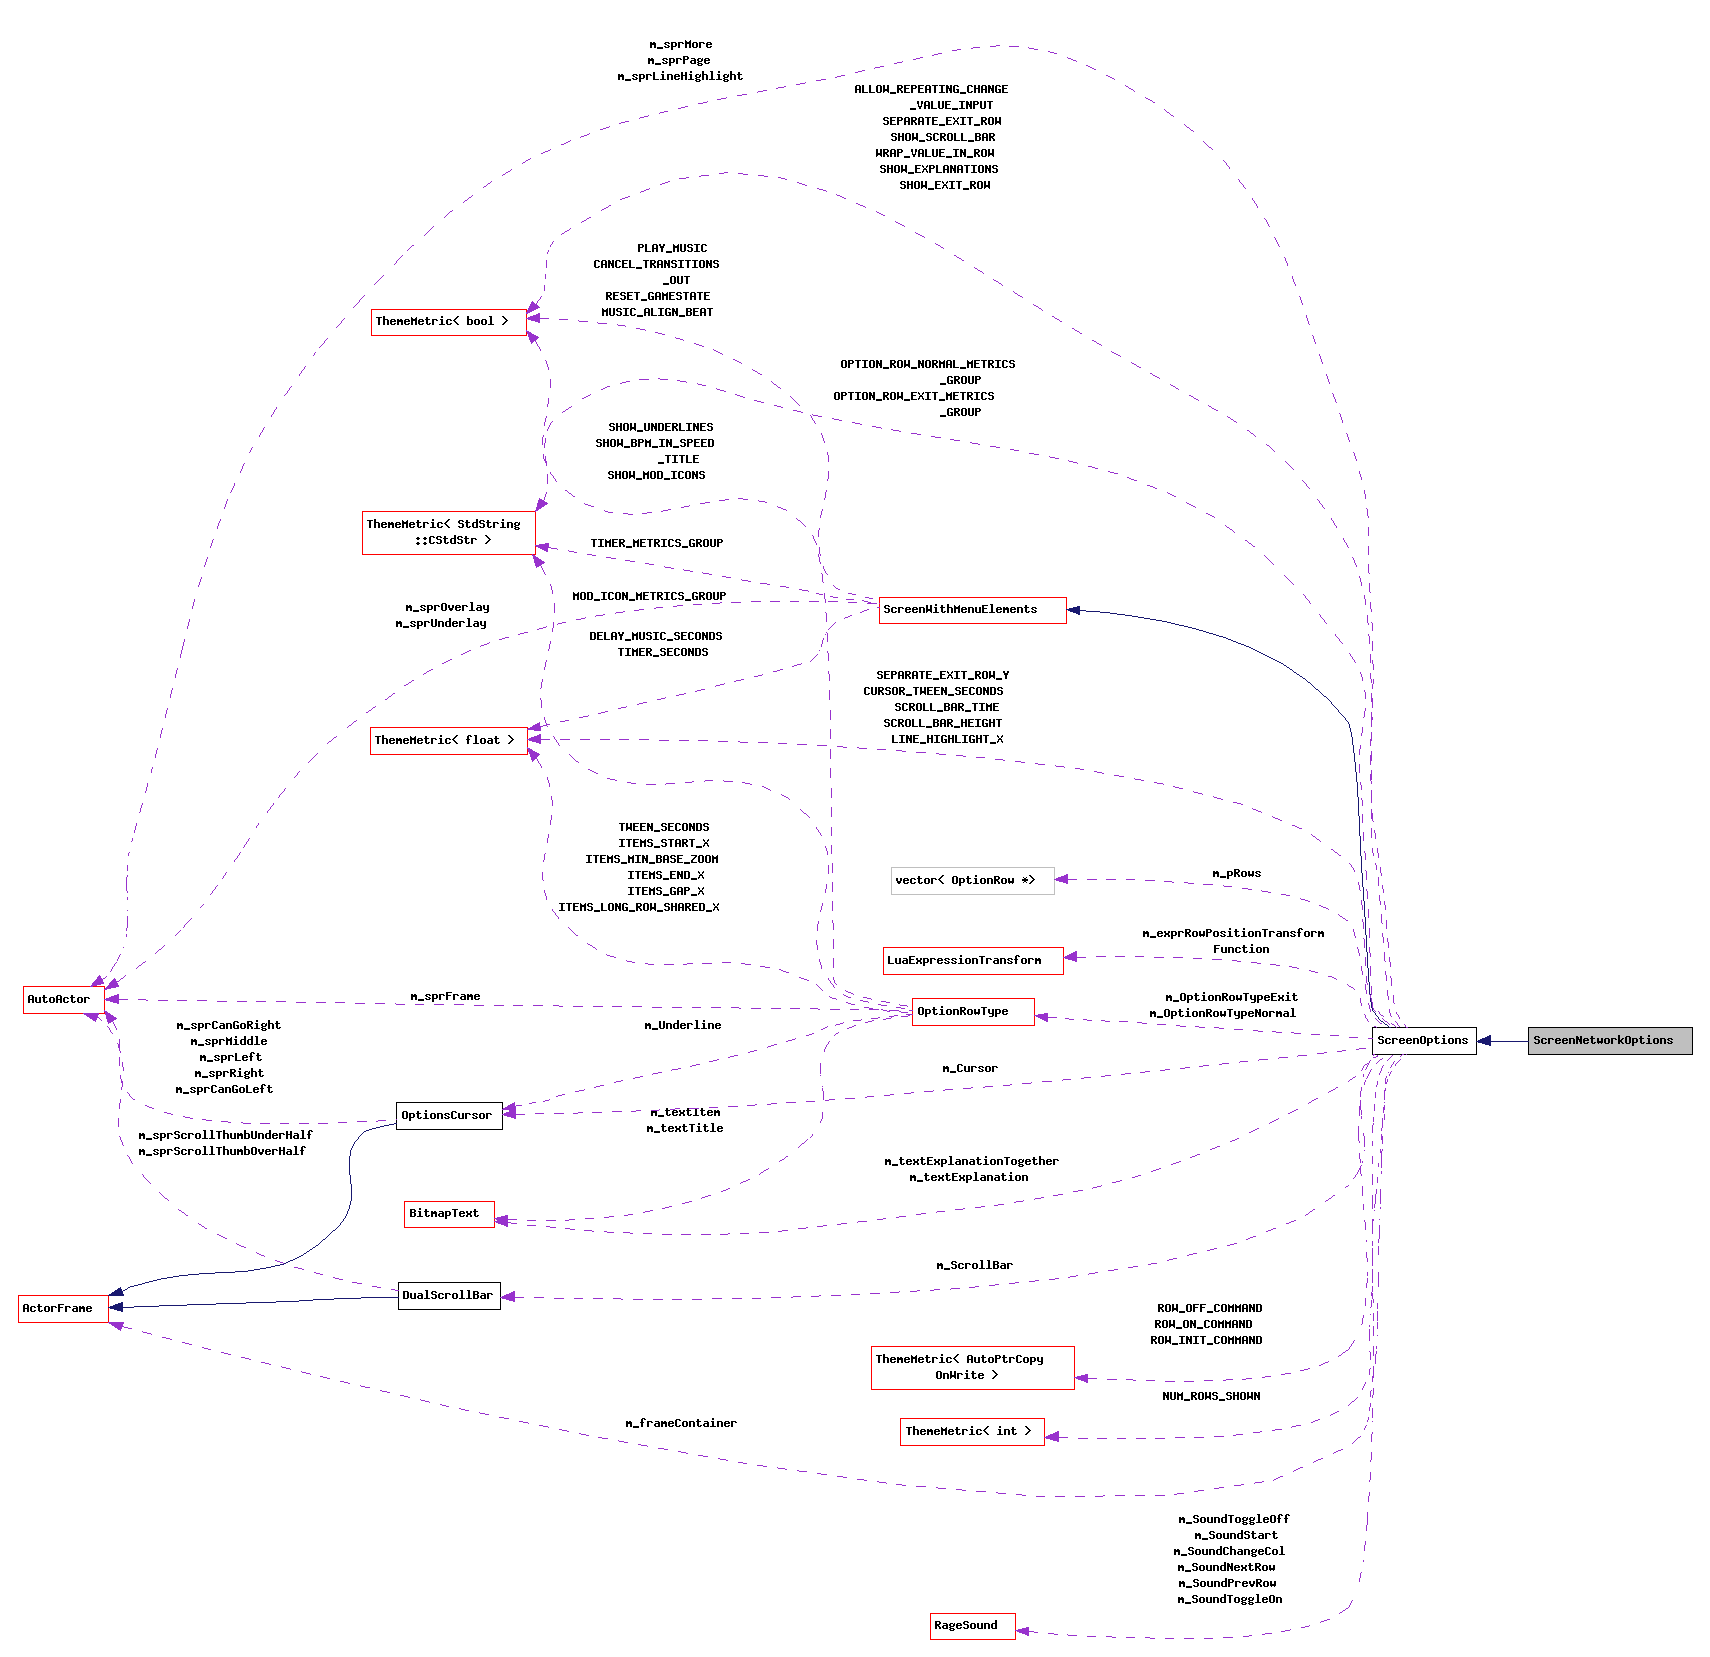 m_sprMore
m_sprPage
m_sprLineHighlight
ALLOW_REPEATING_CHANGE
_VALUE_INPUT
SEPARATE_EXIT_ROW
SHOW_SCROLL_BAR
WRAP_VALUE_IN_ROW
SHOW_EXPLANATIONS
SHOW_EXIT_ROW
PLAY_MUSIC
CANCEL_TRANSITIONS
_OUT
RESET_GAMESTATE
MUSIC_ALIGN_BEAT
ThemeMetric< bool >
OPTION_ROW_NORMAL_METRICS
_GROUP
OPTION_ROW_EXIT_METRICS
_GROUP
SHOW_UNDERLINES
SHOW_BPM_IN_SPEED
_TITLE
SHOW_MOD_ICONS
ThemeMetric< StdString
::CStdStr >
TIMER_METRICS_GROUP
MOD_ICON_METRICS_GROUP
m_sprOverlay
m_sprUnderlay
ScreenWithMenuElements
DELAY_MUSIC_SECONDS
TIMER_SECONDS
SEPARATE_EXIT_ROW_Y
CURSOR_TWEEN_SECONDS
SCROLL_BAR_TIME
SCROLL_BAR_HEIGHT
LINE_HIGHLIGHT_X
ThemeMetric< float >
TWEEN_SECONDS
ITEMS_START_X
ITEMS_MIN_BASE_ZOOM
ITEMS_END_X
ITEMS_GAP_X
ITEMS_LONG_ROW_SHARED_X
vector< OptionRow *>
m_pRows
m_exprRowPositionTransform
Function
LuaExpressionTransform
AutoActor
m_sprFrame
OptionRowType
m_OptionRowTypeExit
m_OptionRowTypeNormal
m_sprCanGoRight
m_sprMiddle
m_sprLeft
m_sprRight
m_sprCanGoLeft
m_Underline
ScreenOptions
ScreenNetworkOptions
m_Cursor
OptionsCursor
m_textItem
m_textTitle
m_sprScrollThumbUnderHalf
m_sprScrollThumbOverHalf
m_textExplanationTogether
m_textExplanation
BitmapText
m_ScrollBar
DualScrollBar
ActorFrame
ROW_OFF_COMMAND
ROW_ON_COMMAND
ROW_INIT_COMMAND
ThemeMetric< AutoPtrCopy
OnWrite >
NUM_ROWS_SHOWN
m_frameContainer
ThemeMetric< int >
m_SoundToggleOff
m_SoundStart
m_SoundChangeCol
m_SoundNextRow
m_SoundPrevRow
m_SoundToggleOn
RageSound